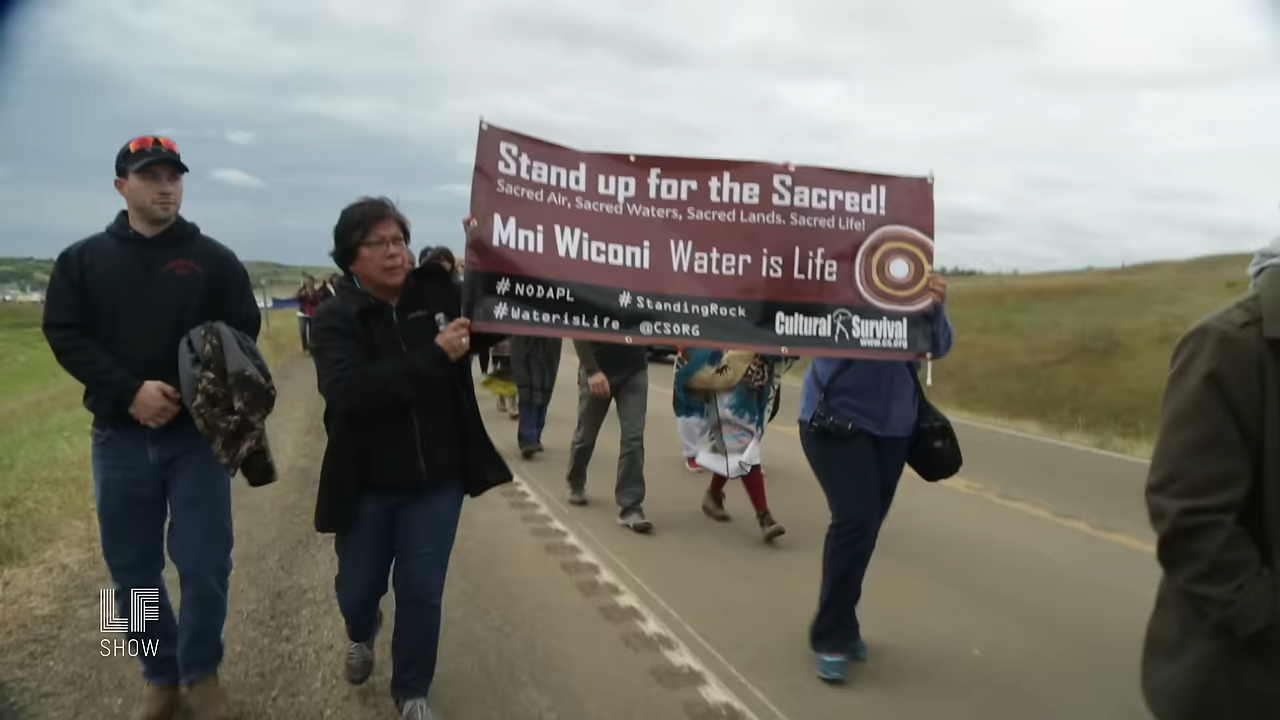 Stand up for the Sacred!
Sacred Air, Sacred Waters, Sacred Lands. Sacred Life!
Mni Wiconi Water is Life
#NODAPL #StandingRock
#WaterisLife @CSORG
Cultural Survival
www.cs.org
LF
SHOW